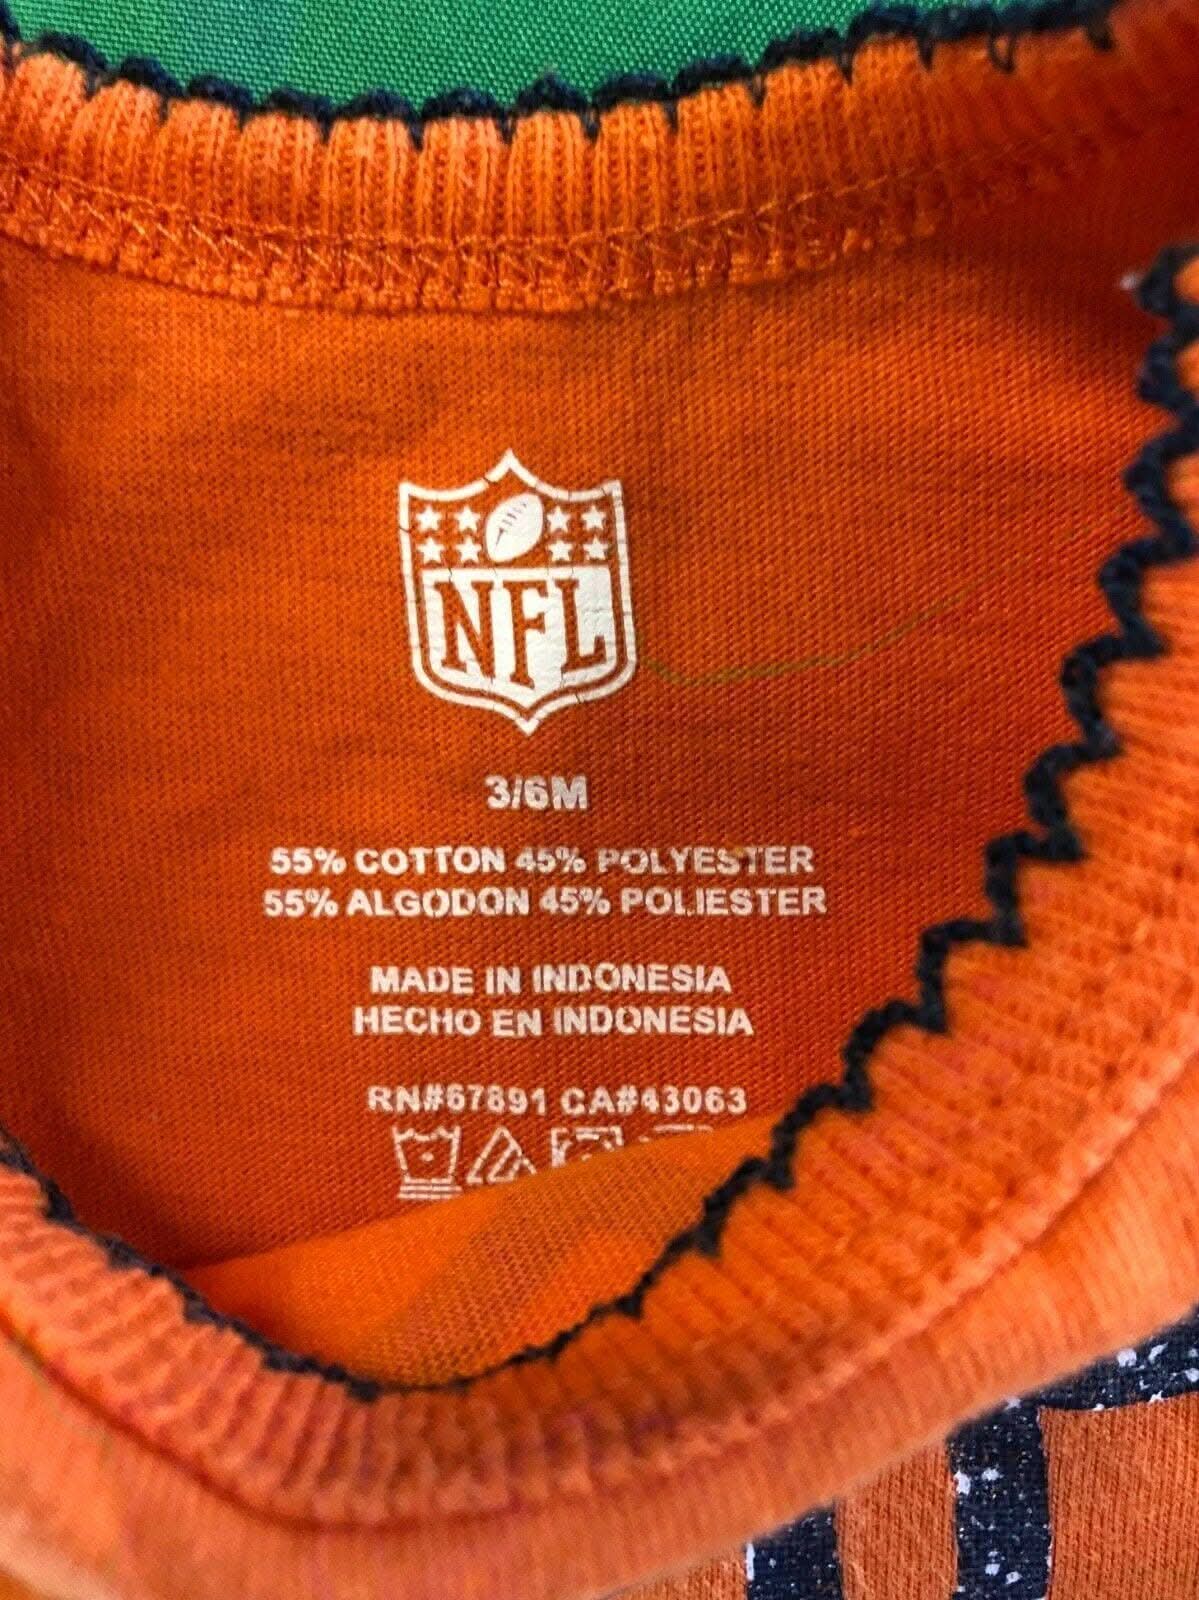 NFL
3/6M
55% COTTON 45% POLYESTER
55% ALGODON 45% POLIESTER
MADE IN INDONESIA
HECHO EN INDONESIA
RN#67891 CA#43063